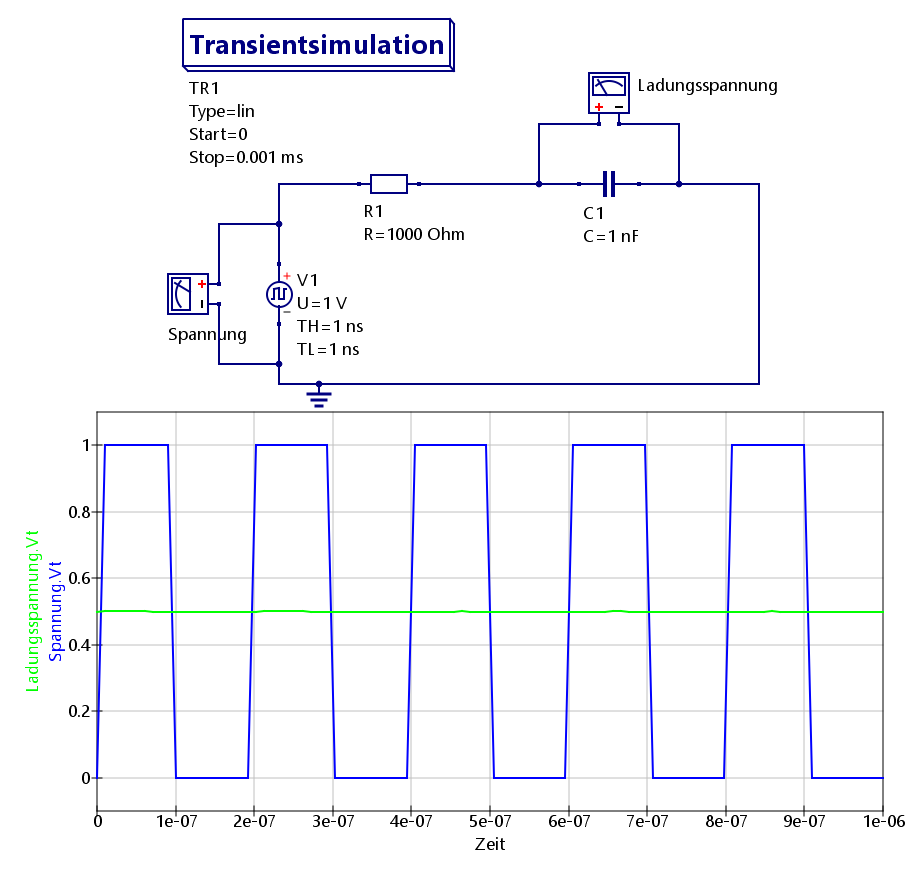 Transientsimulation
TR1
Type=lin
Start=0
Stop=0.001 ms
Ladungsspannung
R1
R=1000 Ohm
C1
C=1 nF
V1
U=1 V
TH=1 ns
TL=1 ns
Spannung
Ladungsspannung.Vt
Spannung.Vt
1
0.8
0.6
0.4
0.2
0
0 1e-07 2e-07 3e-07 4e-07 5e-07 6e-07 7e-07 8e-07 9e-07 1e-06
Zeit